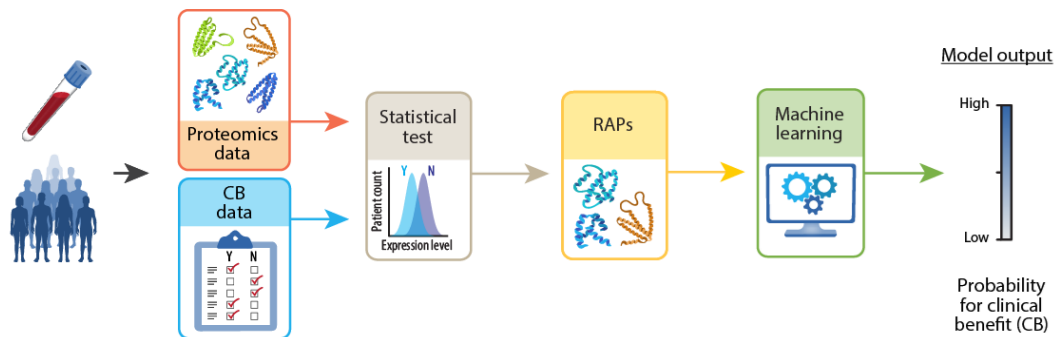 Proteomics
data
CB
data
Y N
Statistical
test
Y N
Patient count
Expression level
RAPs
Machine
learning
Model output
High
Low
Probability
for clinical
benefit (CB)